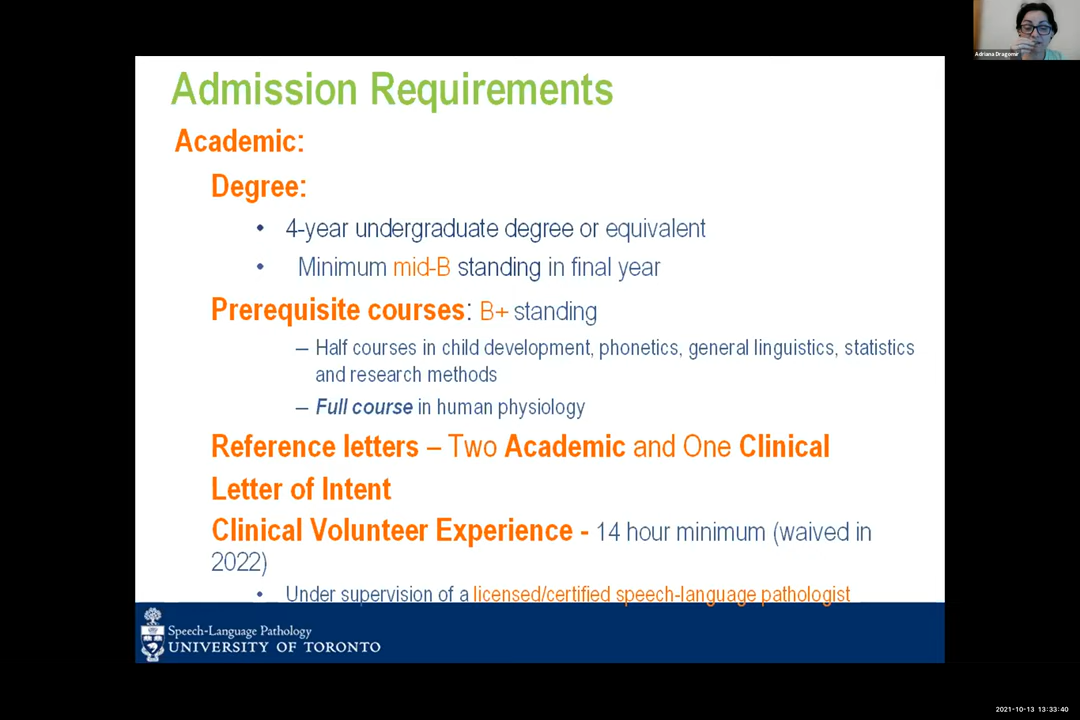 Adriana Dragomir
Admission Requirements
Academic:
Degree:
• 4-year undergraduate degree or equivalent
• Minimum mid-B standing in final year
Prerequisite courses: B+ standing
– Half courses in child development, phonetics, general linguistics, statistics
and research methods
– Full course in human physiology
Reference letters – Two Academic and One Clinical
Letter of Intent
Clinical Volunteer Experience - 14 hour minimum (waived in
2022)
• Under supervision of a licensed/certified speech-language pathologist
Speech-Language Pathology
UNIVERSITY OF TORONTO
2021-10-13 13:33:40